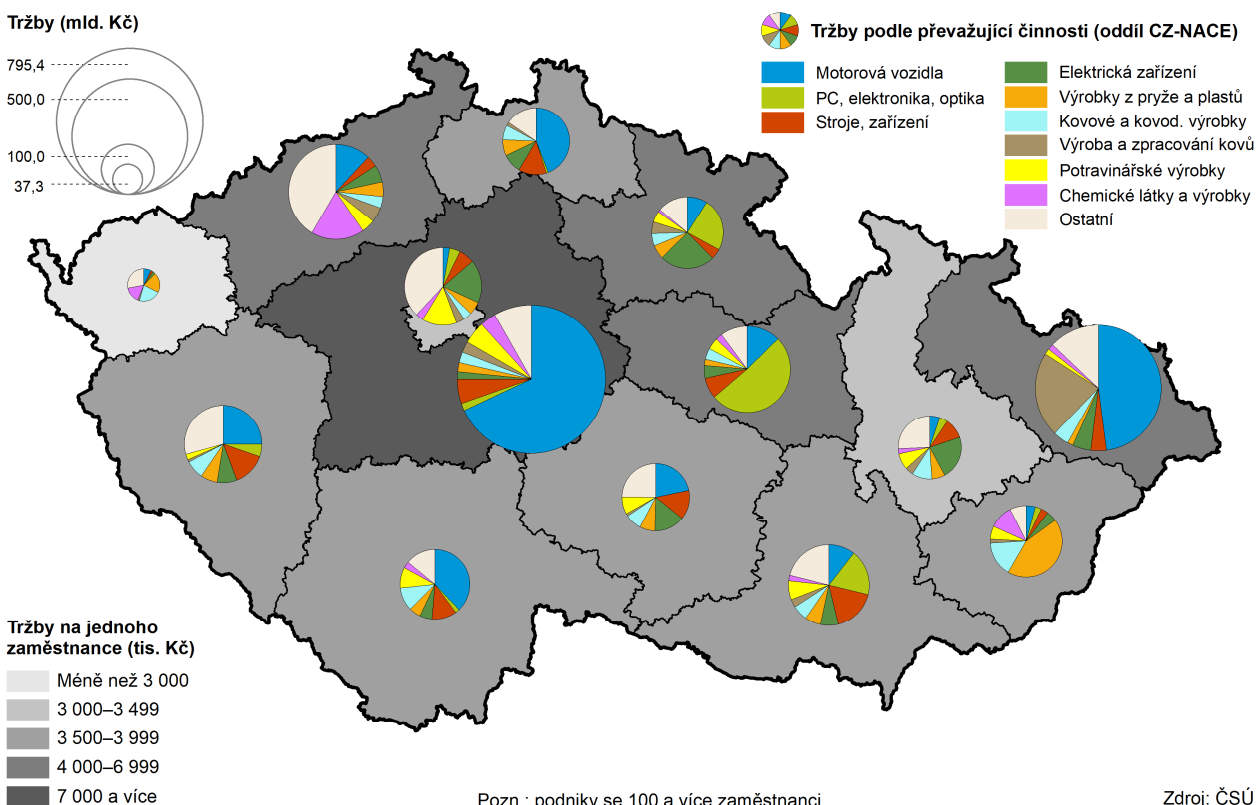 Tržby (mld. Kč)
795,4
500,0
100,0
37,3
Tržby podle převažující činnosti (oddíl CZ-NACE)
Motorová vozidla
PC, elektronika, optika
Stroje, zařízení
Elektrická zařízení
Výrobky z pryže a plastů
Kovové a kovod. výrobky
Výroba a zpracování kovů
Potravinářské výrobky
Chemické látky a výrobky
Ostatní
Tržby na jednoho
zaměstnance (tis. Kč)
Méně než 3 000
3 000–3 499
3 500–3 999
4 000–6 999
7 000 a více
Pozn.: podniky se 100 a více zaměstnanci
Zdroj: ČSÚ